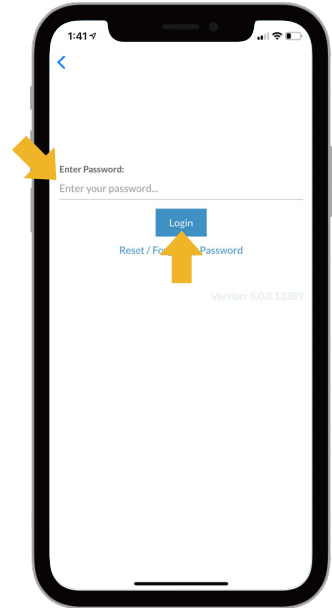 1:41
Enter Password:
Enter your password...
Login
Reset / Password
Version: 6.0.0.13389